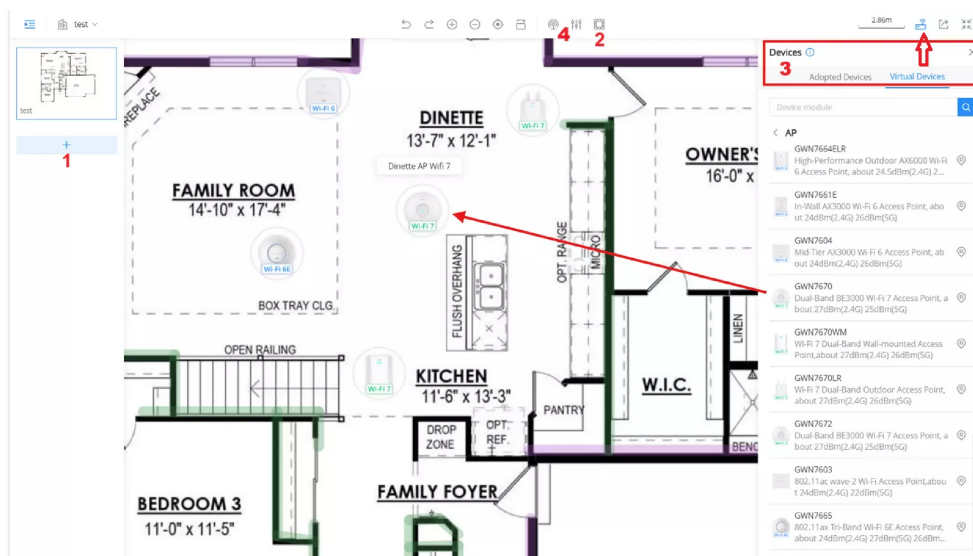 test
2.86m
4
2
test
1
Devices
3
Adopted Devices
Virtual Devices
Device module
AP
GWN7664ELR
High-Performance Outdoor AX6000 Wi-Fi
6 Access Point, about 24.5dBm(2.4G) 2...
GWN7661E
In-Wall AX3000 Wi-Fi 6 Access Point, abo
ut 24dBm(2.4G) 26dBm(5G)
GWN7604
Mid-Tier AX3000 Wi-Fi 6 Access Point, ab
out 24dBm(2.4G) 26dBm(5G)
GWN7670
Dual-Band BE3000 Wi-Fi 7 Access Point, a
bout 27dBm(2.4G) 25dBm(5G)
GWN7670WM
Wi-Fi 7 Dual-Band Wall-mounted Access
Point,about 27dBm(2.4G) 26dBm(5G)
GWN7670LR
Wi-Fi 7 Dual-Band Outdoor Access Point,
about 27dBm(2.4G) 26dBm(5G)
GWN7672
Dual-Band BE3000 Wi-Fi 7 Access Point, a
bout 27dBm(2.4G) 25dBm(5G)
GWN7603
802.11ac wave-2 Wi-Fi Access Point,abou
t 24dBm(2.4G) 22dBm(5G)
GWN7665
802.11ax Tri-Band Wi-Fi 6E Access Point,
about 24dBm(2.4G) 27dBm(5G) 26dBm...
REPLACE
Wi-Fi 6
DINETTE
13'-7" x 12'-1"
Wi-Fi 7
Dinette AP Wifi 7
Wi-Fi 7
OWNER'S
16'-0" x
FAMILY ROOM
14'-10" x 17'-4"
Wi-Fi 6E
BOX TRAY CLG.
FLUSH OVERHANG
OPT. RANGE
MICRO
OPEN RAILING
Wi-Fi 7
KITCHEN
11'-6" x 13'-3"
PANTRY
W.I.C.
LINEN
DROP
ZONE
OPT.
REF.
BENC
FAMILY FOYER
BEDROOM 3
11'-0" x 11'-5"